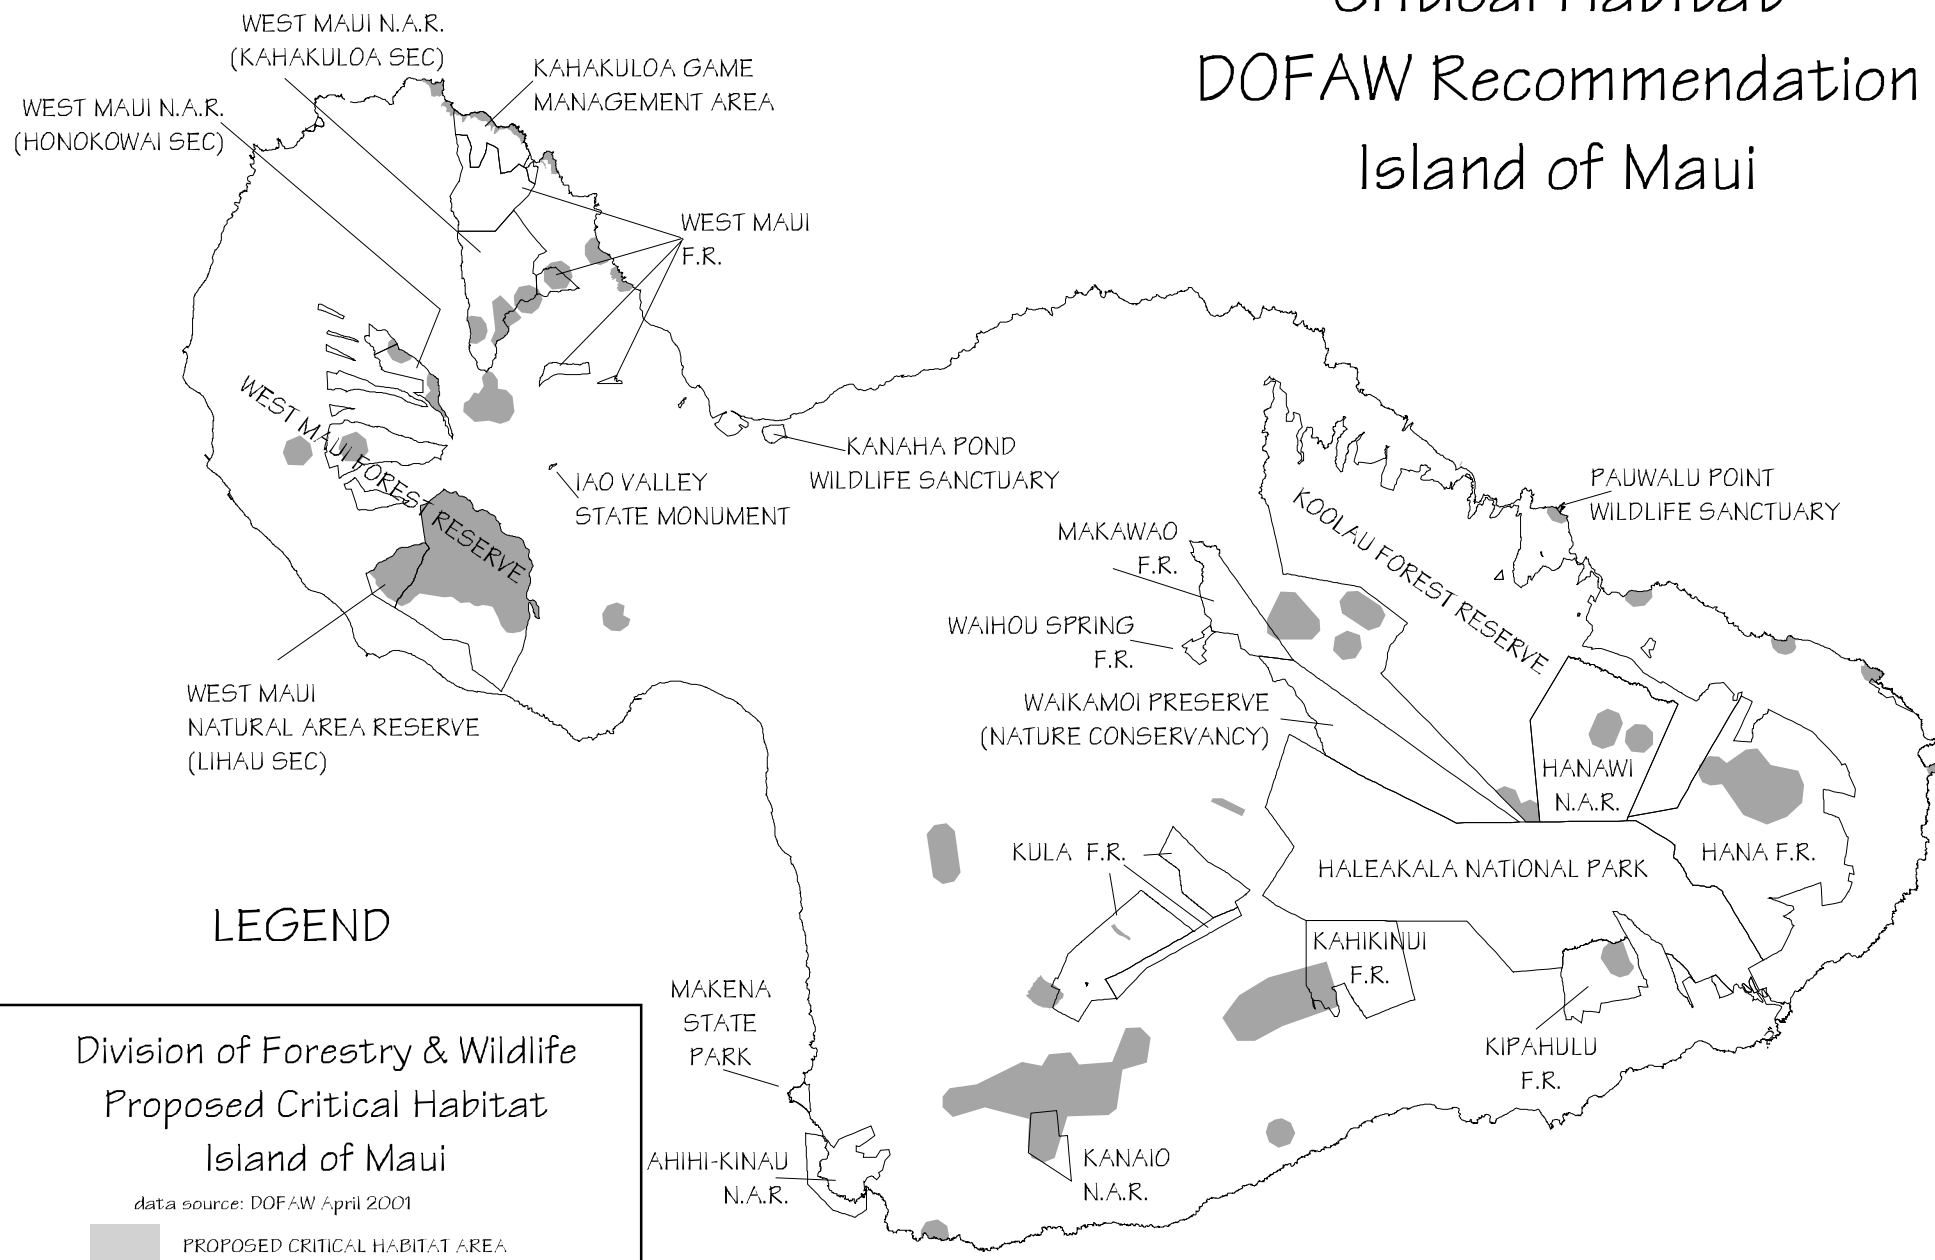 Critical Habitat
DOFAW Recommendation
Island of Maui
WEST MAUI N.A.R.
(KAHAKULOA SEC)
KAHAKULOA GAME
MANAGEMENT AREA
WEST MAUI N.A.R.
(HONOKOWAI SEC)
WEST MAUI
F.R.
WEST MAUI FOREST RESERVE
KANAHA POND
WILDLIFE SANCTUARY
IAO VALLEY
STATE MONUMENT
PAUWALU POINT
WILDLIFE SANCTUARY
KOOLAU FOREST RESERVE
MAKAWAO
F.R.
WAIHOU SPRING
F.R.
WEST MAUI
NATURAL AREA RESERVE
(LIHAU SEC)
WAIKAMOI PRESERVE
(NATURE CONSERVANCY)
HANAWI
N.A.R.
KULA F.R.
HALEAKALA NATIONAL PARK
HANA F.R.
KAHIKINUI
F.R.
MAKENA
STATE
PARK
KIPAHULU
F.R.
AHIHI-KINAU
N.A.R.
KANAIO
N.A.R.
LEGEND
Division of Forestry & Wildlife
Proposed Critical Habitat
Island of Maui
data source: DOFAW April 2001
PROPOSED CRITICAL HABITAT AREA